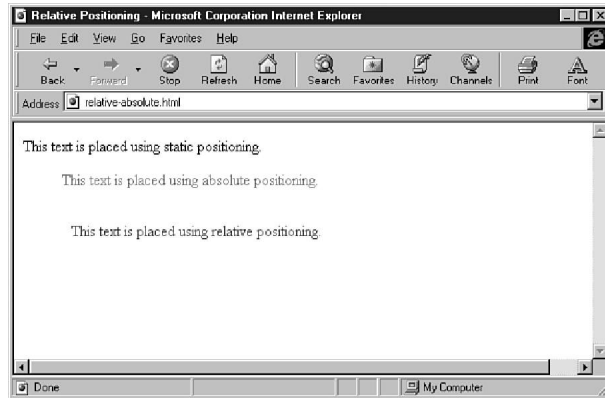 Relative Positioning - Microsoft Corporation Internet Explorer
File Edit View Go Favorites Help
Back Forward Stop Refresh Home Search Favorites History Channels Print Font
Address relative-absolute.html
This text is placed using static positioning.
This text is placed using absolute positioning.
This text is placed using relative positioning.
Done My Computer